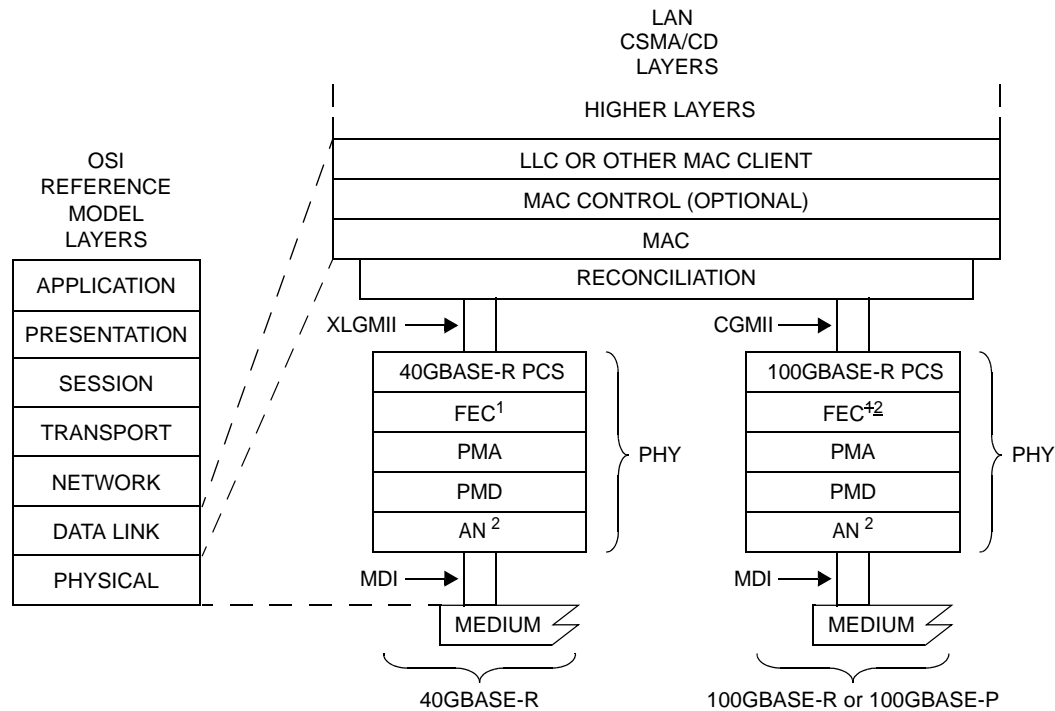 LAN
CSMA/CD
LAYERS
HIGHER LAYERS
LLC OR OTHER MAC CLIENT
MAC CONTROL (OPTIONAL)
MAC
RECONCILIATION
OSI
REFERENCE
MODEL
LAYERS
APPLICATION
PRESENTATION
SESSION
TRANSPORT
NETWORK
DATA LINK
PHYSICAL
XLGMII
40GBASE-R PCS
FEC1
PMA
PMD
AN 2
PHY
MDI
MEDIUM
40GBASE-R
CGMII
100GBASE-R PCS
FEC12
PMA
PMD
AN 2
PHY
MDI
MEDIUM
100GBASE-R or 100GBASE-P